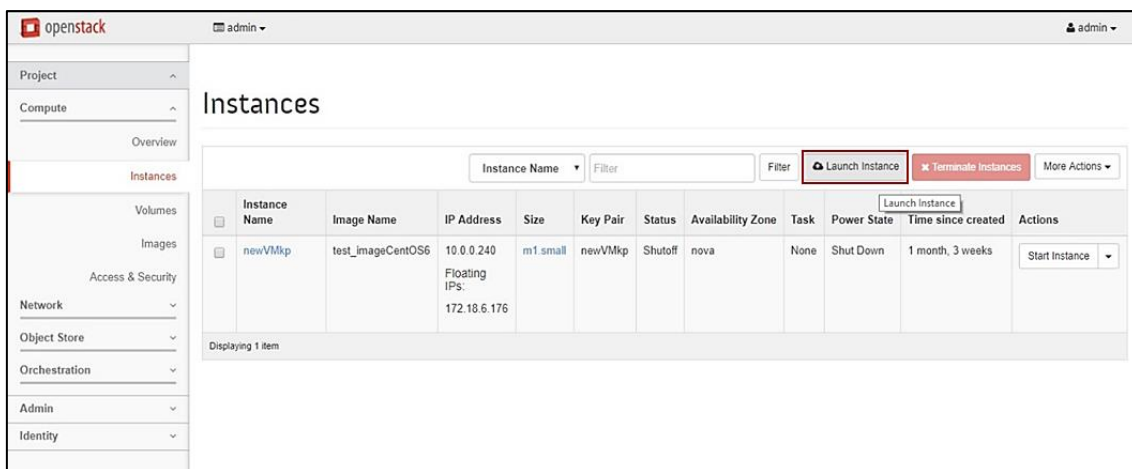 openstack
admin
admin
Project
Compute
Overview
Instances
Volumes
Images
Access & Security
Network
Object Store
Orchestration
Admin
Identity
Instances
Instance Name Filter Filter Launch Instance Terminate Instances More Actions
Launch Instance
Instance Name Image Name IP Address Size Key Pair Status Availability Zone Task Power State Time since created Actions
newVMkp test_imageCentOS6 10.0.0.240 m1.small newVMkp Shutoff nova None Shut Down 1 month, 3 weeks Start Instance
Floating IPs:
172.18.6.176
Displaying 1 item